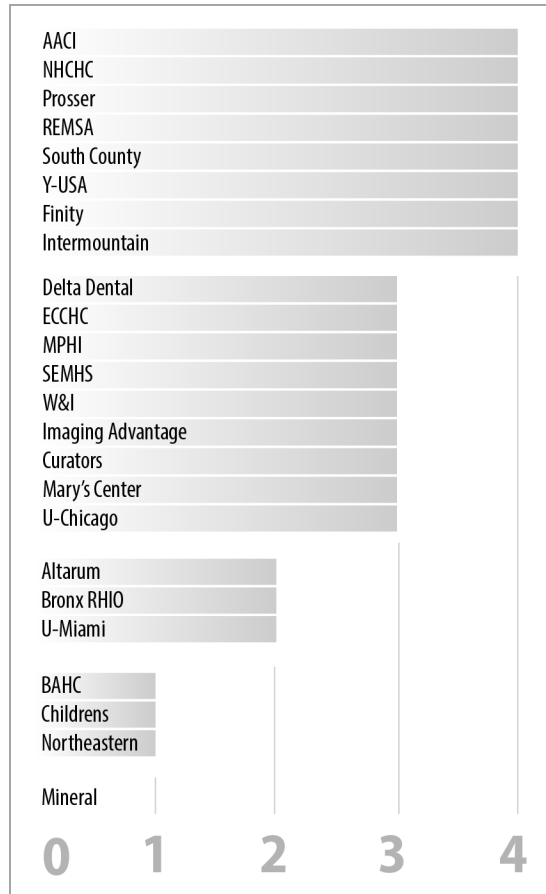 AACI
NHCHC
Prosser
REMSA
South County
Y-USA
Finity
Intermountain
Delta Dental
ECCHC
MPHI
SEMHS
W&I
Imaging Advantage
Curators
Mary's Center
U-Chicago
Altarum
Bronx RHIO
U-Miami
BAHC
Childrens
Northeastern
Mineral
0 1 2 3 4